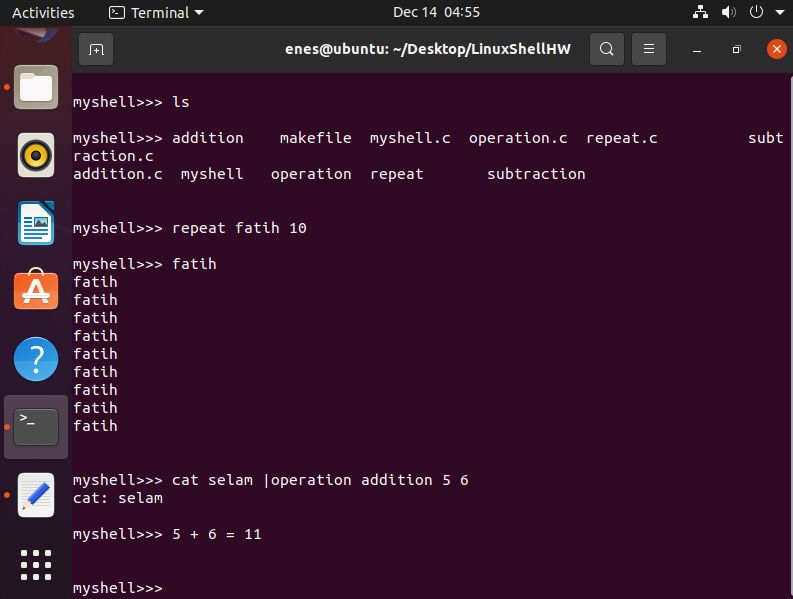 Activities Terminal Dec 14 04:55
enes@ubuntu: ~/Desktop/LinuxShellHW
myshell>>> ls
myshell>>> addition    makefile  myshell.c  operation.c  repeat.c          subt
raction.c
addition.c  myshell   operation  repeat       subtraction
myshell>>> repeat fatih 10
myshell>>> fatih
fatih
fatih
fatih
fatih
fatih
fatih
fatih
fatih
fatih
myshell>>> cat selam |operation addition 5 6
cat: selam
myshell>>> 5 + 6 = 11
myshell>>>